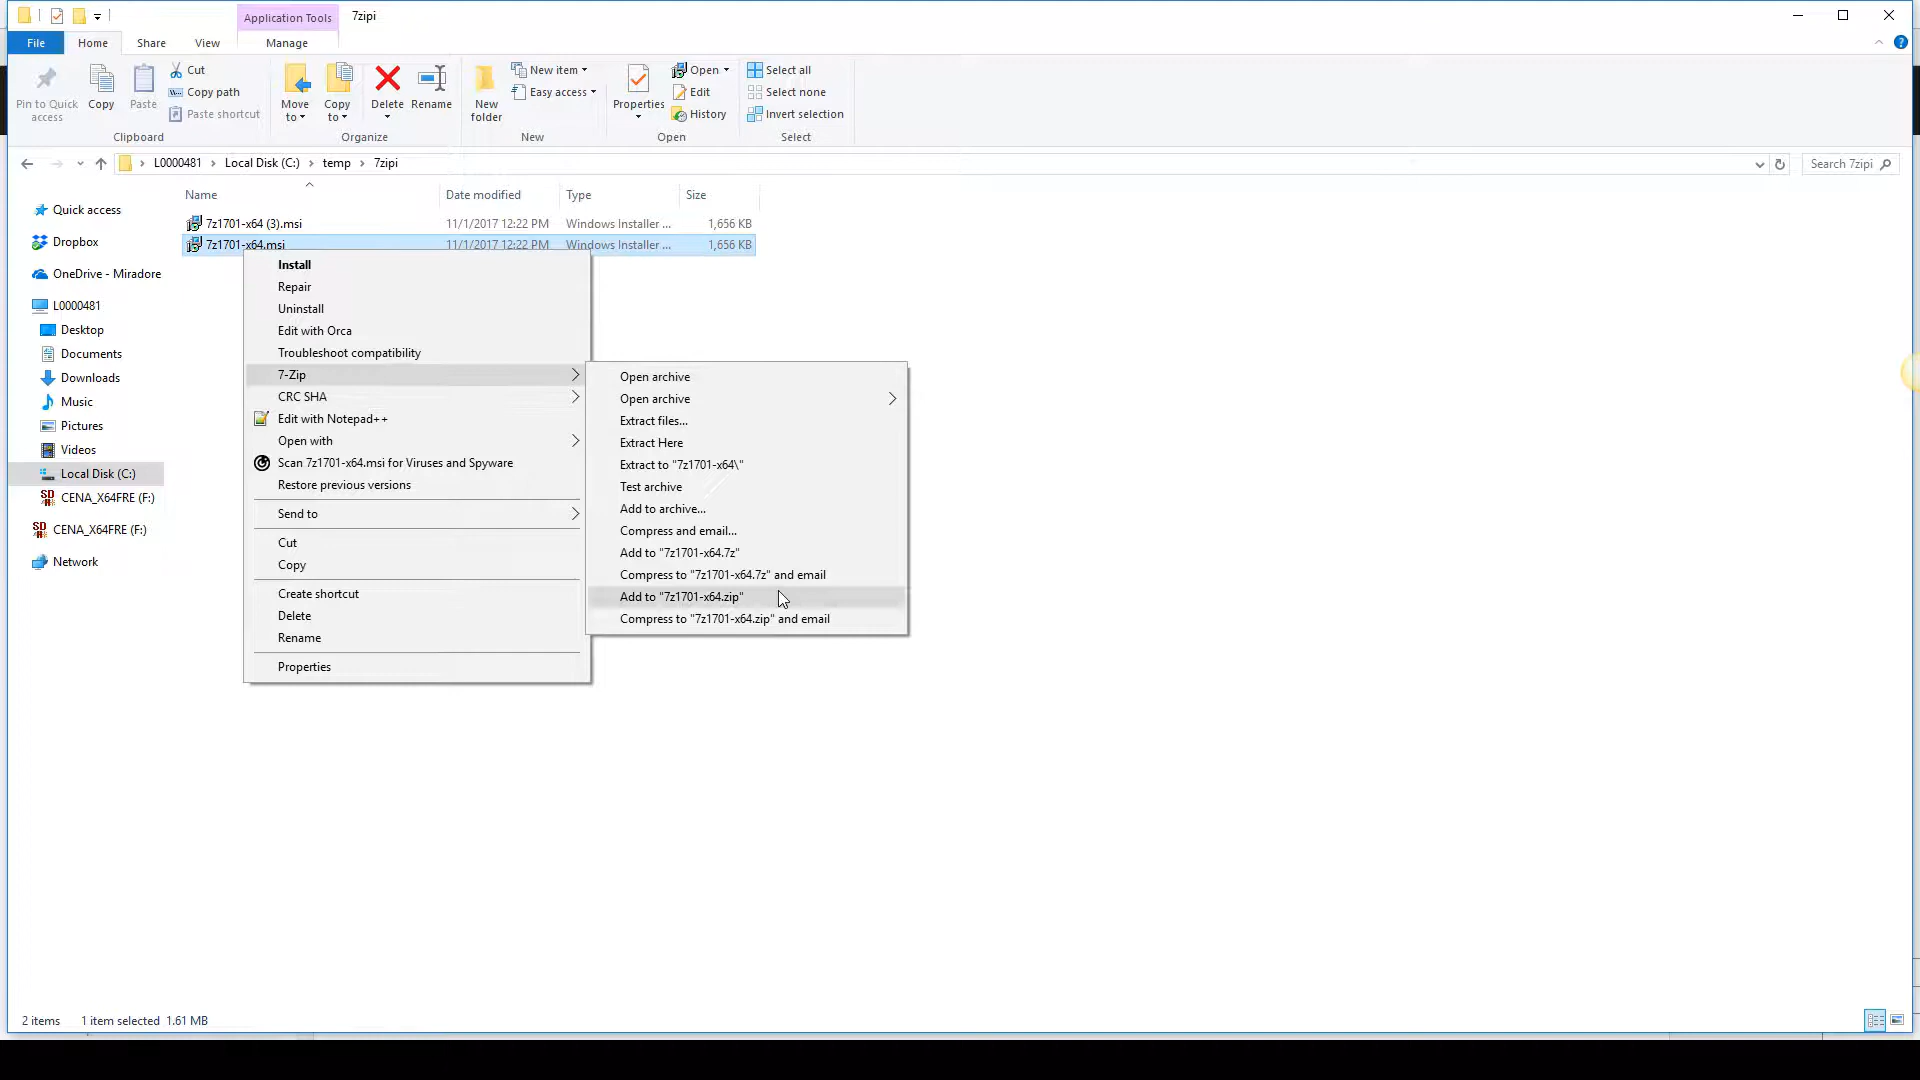 Application Tools
7zipi
File
Home
Share
View
Manage
Pin to Quick
access
Copy
Paste
Cut
Copy path
Paste shortcut
Clipboard
Move
to
Copy
to
Delete
Rename
Organize
New
folder
New item
Easy access
New
Properties
Open
Edit
History
Open
Select all
Select none
Invert selection
Select
L0000481
Local Disk (C:)
temp
7zipi
Search 7zipi
Name
Date modified
Type
Size
7z1701-x64 (3).msi
11/1/2017 12:22 PM
Windows Installer ...
1,656 KB
7z1701-x64.msi
11/1/2017 12:22 PM
Windows Installer ...
1,656 KB
Quick access
Dropbox
OneDrive - Miradore
L0000481
Desktop
Documents
Downloads
Music
Pictures
Videos
Local Disk (C:)
CENA_X64FRE (F:)
CENA_X64FRE (F:)
Network
Install
Repair
Uninstall
Edit with Orca
Troubleshoot compatibility
7-Zip
CRC SHA
Edit with Notepad++
Open with
Scan 7z1701-x64.msi for Viruses and Spyware
Restore previous versions
Send to
Cut
Copy
Create shortcut
Delete
Rename
Properties
Open archive
Open archive
Extract files...
Extract Here
Extract to "7z1701-x64\"
Test archive
Add to archive...
Compress and email...
Add to "7z1701-x64.7z"
Compress to "7z1701-x64.7z" and email
Add to "7z1701-x64.zip"
Compress to "7z1701-x64.zip" and email
2 items
1 item selected 1.61 MB